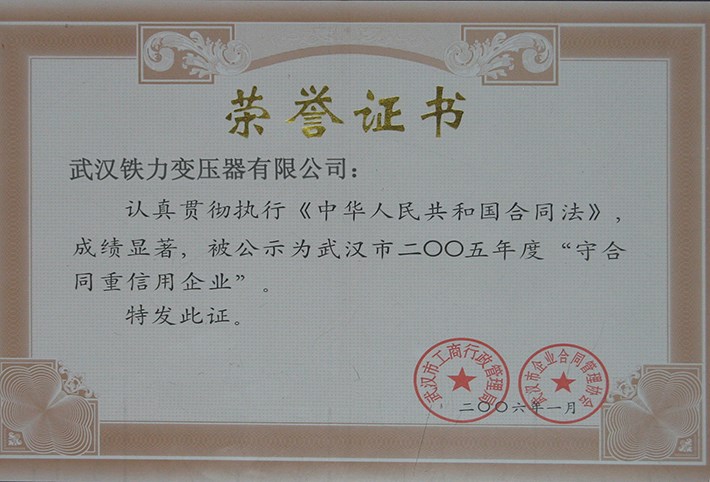 荣誉证书
武汉铁力变压器有限公司：
认真贯彻执行《中华人民共和国合同法》，
成绩显著，被公示为武汉市二〇〇五年度“守合
同重信用企业”。
特发此证。
武汉市工商行政管理局
武汉市企业合同管理协会
二〇〇六年一月